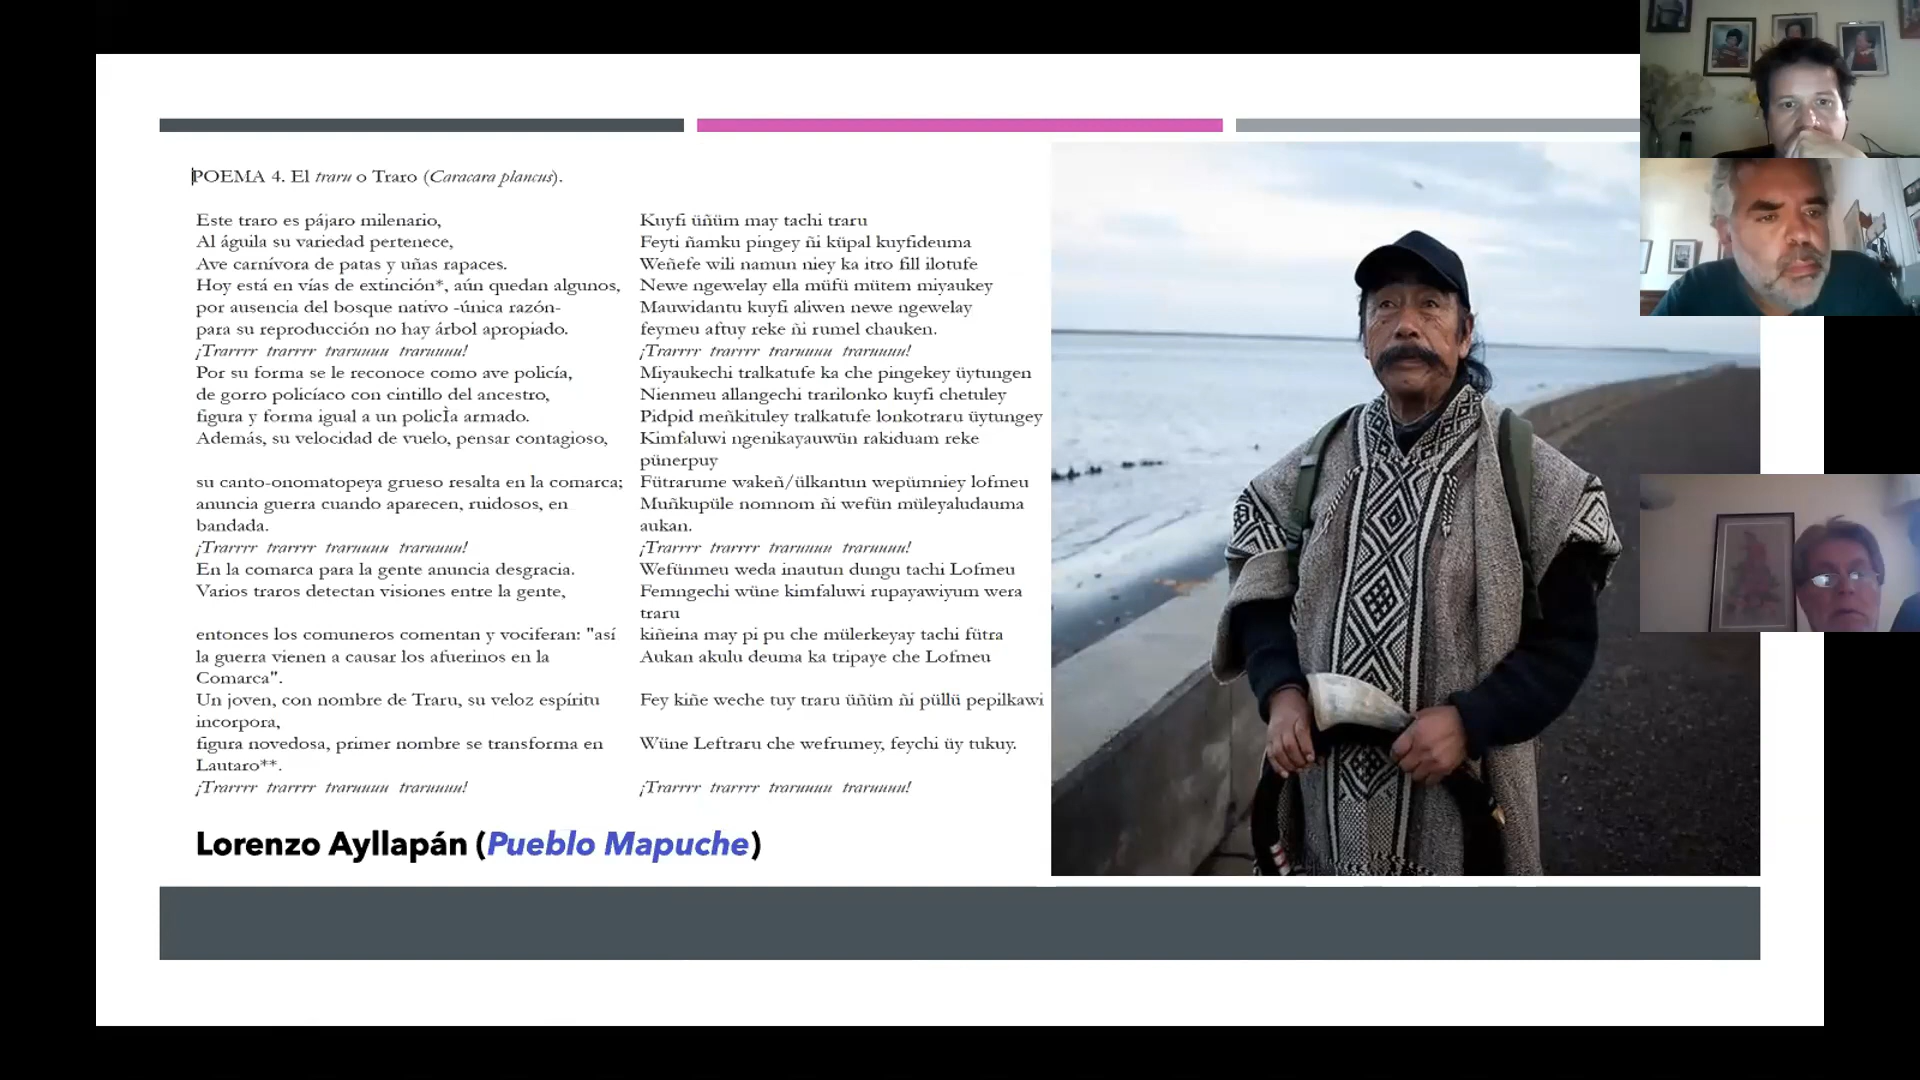 POEMA 4. El traru o Traro (Caracara plancus).
Este traro es pájaro milenario,
Al águila su variedad pertenece,
Ave carnívora de patas y uñas rapaces.
Hoy está en vías de extinción*, aún quedan algunos,
por ausencia del bosque nativo -única razón-
para su reproducción no hay árbol apropiado.
¡Trarrrr trarrrr traruuuu traruuuu!
Por su forma se le reconoce como ave policía,
de gorro policíaco con cintillo del ancestro,
figura y forma igual a un policÌa armado.
Además, su velocidad de vuelo, pensar contagioso,
su canto-onomatopeya grueso resalta en la comarca;
anuncia guerra cuando aparecen, ruidosos, en
bandada.
¡Trarrrr trarrrr traruuuu traruuuu!
En la comarca para la gente anuncia desgracia.
Varios traros detectan visiones entre la gente,
entonces los comuneros comentan y vociferan: "así
la guerra vienen a causar los afuerinos en la
Comarca".
Un joven, con nombre de Traru, su veloz espíritu
incorpora,
figura novedosa, primer nombre se transforma en
Lautaro**.
¡Trarrrr trarrrr traruuuu traruuuu!
Kuyfi üñüm may tachi traru
Feyti ñamku pingey ñi küpal kuyfideuma
Weñefe wili namun niey ka itro fill ilotufe
Newe ngewelay ella müfü mütem miyaukey
Mauwidantu kuyfi aliwen newe ngewelay
feymeu aftuy reke ñi rumel chauken.
¡Trarrrr trarrrr traruuuu traruuuu!
Miyaukechi tralkatufe ka che pingekey üytungen
Nienmeu allangechi trarilonko kuyfi chetuley
Pidpid meñkituley tralkatufe lonkotraru üytungey
Kimfaluwi ngenikayauwün rakiduam reke
pünerpuy
Fütrarume wakeñ/ülkantun wepümniey lofmeu
Muñkupüle nomnom ñi wefün müleyaludauma
aukan.
¡Trarrrr trarrrr traruuuu traruuuu!
Wefünmeu weda inautun dungu tachi Lofmeu
Femngechi wüne kimfaluwi rupayawiyum wera
traru
kiñeina may pi pu che mülerkeyay tachi fütra
Aukan akulu deuma ka tripaye che Lofmeu
Fey kiñe weche tuy traru üñüm ñi püllü pepilkawi
Wüne Leftraru che wefrumey, feychi üy tukuy.
¡Trarrrr trarrrr traruuuu traruuuu!
Lorenzo Ayllapán (Pueblo Mapuche)